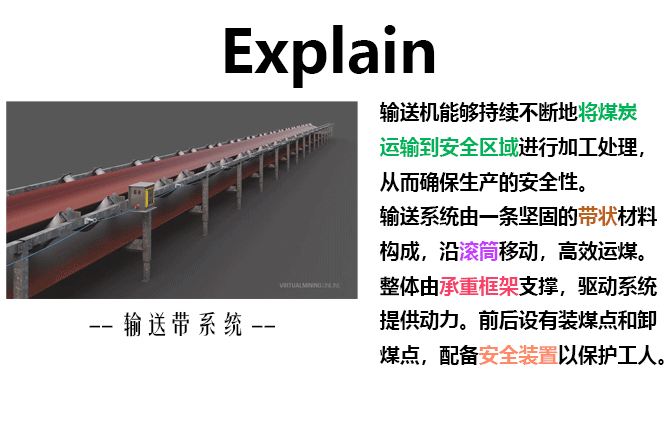 Explain
输送机能够持续不断地将煤炭
运输到安全区域进行加工处理，
从而确保生产的安全性。
输送系统由一条坚固的带状材料
构成，沿滚筒移动，高效运煤。
整体由承重框架支撑，驱动系统
提供动力。前后设有装煤点和卸
煤点，配备安全装置以保护工人。
VIRTUALMINING ONLINE
-- 输送带系统 --